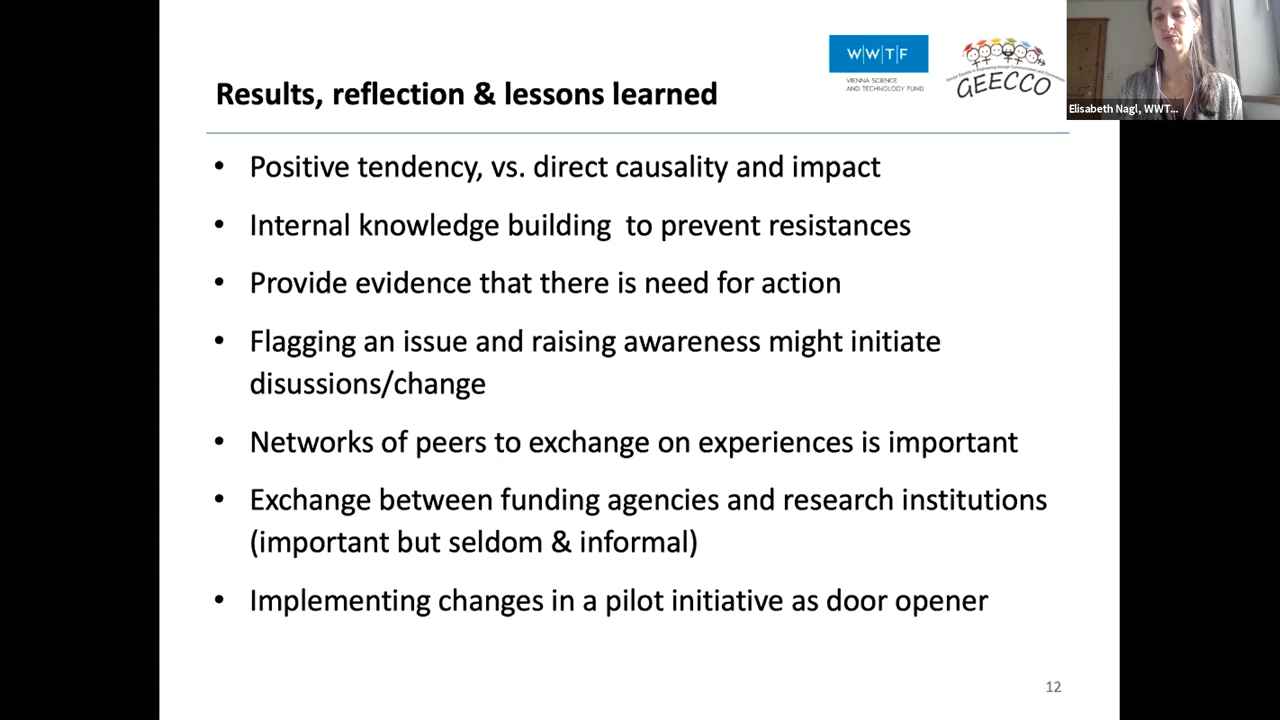 W|W|T|F
VIENNA SCIENCE
AND TECHNOLOGY FUND
GEECCO
Elisabeth Nagl, WWT...
Results, reflection & lessons learned
• Positive tendency, vs. direct causality and impact
• Internal knowledge building to prevent resistances
• Provide evidence that there is need for action
• Flagging an issue and raising awareness might initiate
disussions/change
• Networks of peers to exchange on experiences is important
• Exchange between funding agencies and research institutions
(important but seldom & informal)
• Implementing changes in a pilot initiative as door opener
12